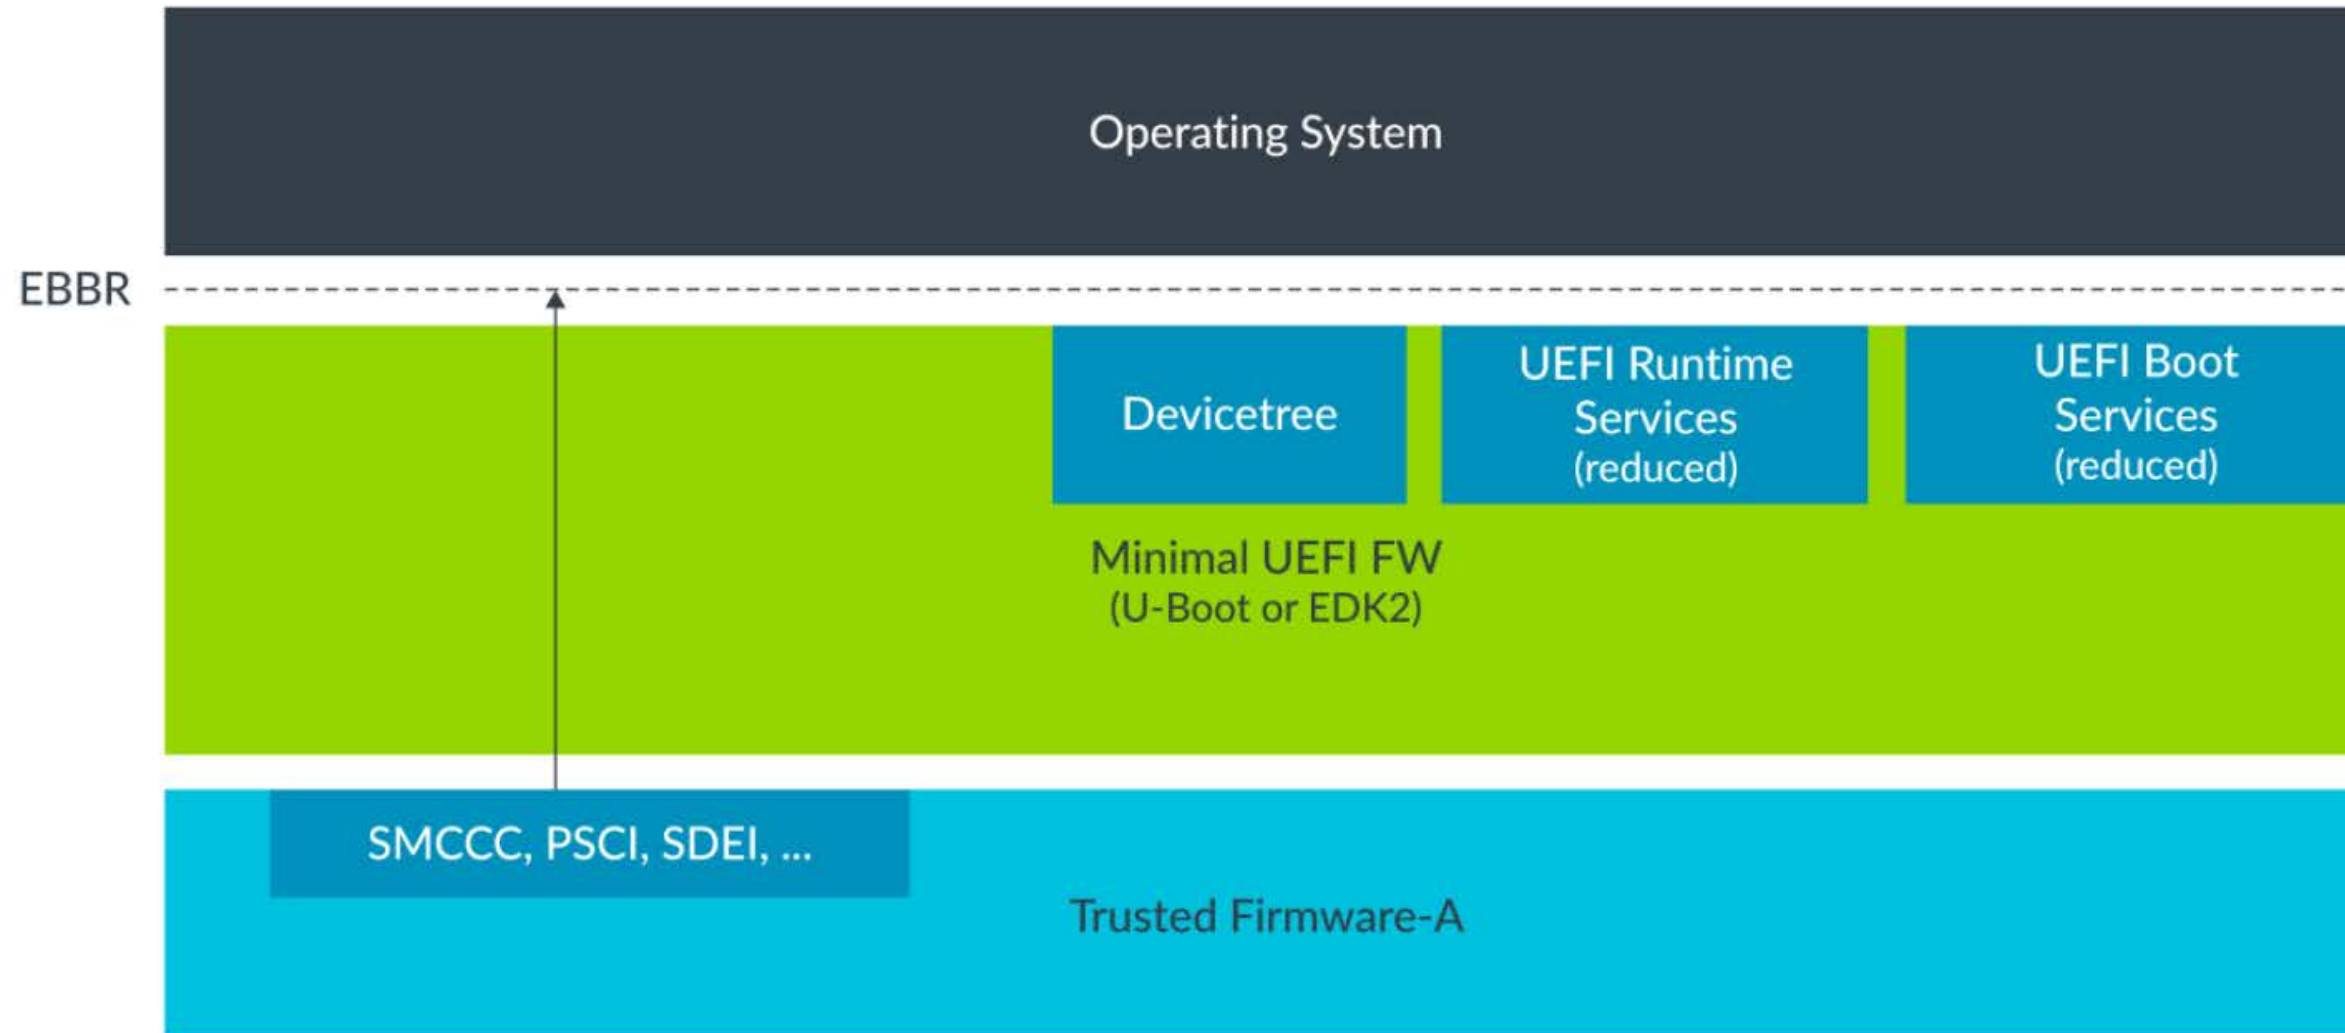 Operating System
EBBR
Devicetree
UEFI Runtime
Services
(reduced)
UEFI Boot
Services
(reduced)
Minimal UEFI FW
(U-Boot or EDK2)
SMCCC, PSCI, SDEI, ...
Trusted Firmware-A